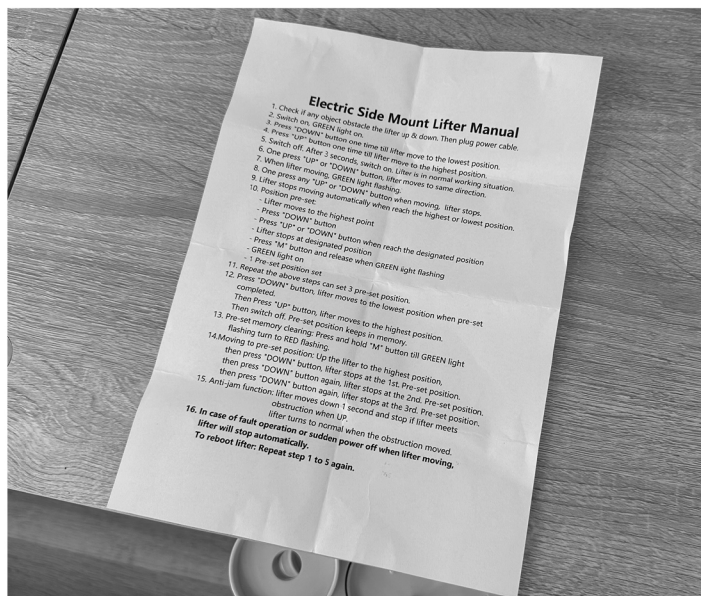 Electric Side Mount Lifter Manual
1. Check if any object obstacle the lifter up & down. Then plug power cable.
2. Switch on. GREEN light on.
3. Press "DOWN" button one time till lifter move to the lowest position.
4. Press "UP" button one time till lifter move to the highest position.
5. Switch off. After 3 seconds, switch on. Lifter is in normal working situation.
6. One press "UP" or "DOWN" button, lifter moves to same direction.
7. When lifter moving, GREEN light flashing.
8. One press any "UP" or "DOWN" button when moving, lifter stops.
9. Lifter stops moving automatically when reach the highest or lowest position.
10. Position pre-set:
- Lifter moves to the highest point
- Press "DOWN" button
- Press "UP" or "DOWN" button when reach the designated position
- Lifter stops at designated position
- Press "M" button and release when GREEN light flashing
- GREEN light on
- 1 Pre-set position set
11. Repeat the above steps can set 3 pre-set position.
12. Press "DOWN" button, lifter moves to the lowest position when pre-set
completed.
Then Press "UP" button, lifter moves to the highest position.
Then switch off. Pre-set position keeps in memory.
13. Pre-set memory clearing: Press and hold "M" button till GREEN light
flashing turn to RED flashing.
14.Moving to pre-set position: Up the lifter to the highest position,
then press "DOWN" button, lifter stops at the 1st. Pre-set position.
then press "DOWN" button again, lifter stops at the 2nd. Pre-set position.
then press "DOWN" button again, lifter stops at the 3rd. Pre-set position.
15. Anti-jam function: lifter moves down 1 second and stop if lifter meets
obstruction when UP,
lifter turns to normal when the obstruction moved.
16. In case of fault operation or sudden power off when lifter moving,
lifter will stop automatically.
To reboot lifter: Repeat step 1 to 5 again.